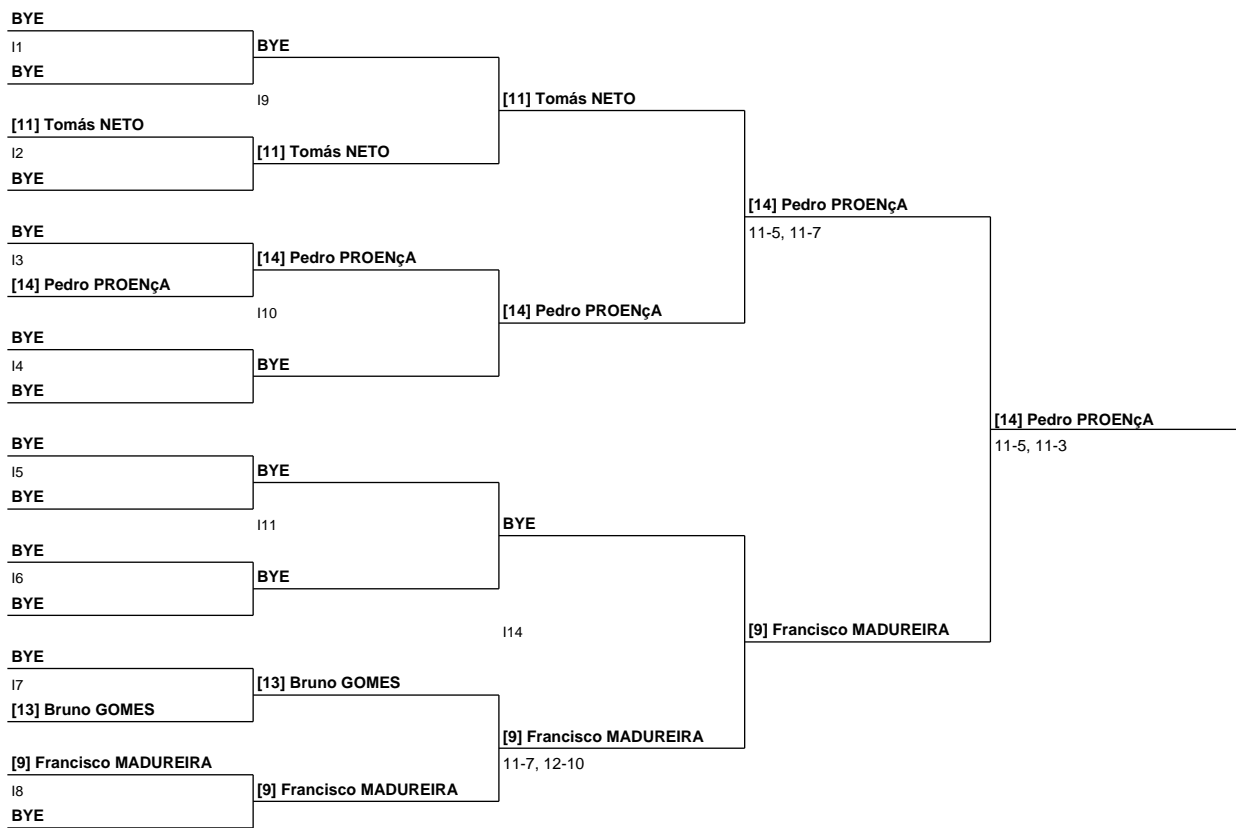 BYE
I1
BYE
BYE
I9
[11] Tomás NETO
[11] Tomás NETO
I2
[11] Tomás NETO
BYE
[14] Pedro PROENçA
BYE
11-5, 11-7
I3
[14] Pedro PROENçA
[14] Pedro PROENçA
I10
[14] Pedro PROENçA
BYE
I4
BYE
BYE
[14] Pedro PROENçA
BYE
11-5, 11-3
I5
BYE
BYE
I11
BYE
BYE
I6
BYE
BYE
I14
[9] Francisco MADUREIRA
BYE
I7
[13] Bruno GOMES
[13] Bruno GOMES
[9] Francisco MADUREIRA
[9] Francisco MADUREIRA
11-7, 12-10
I8
[9] Francisco MADUREIRA
BYE